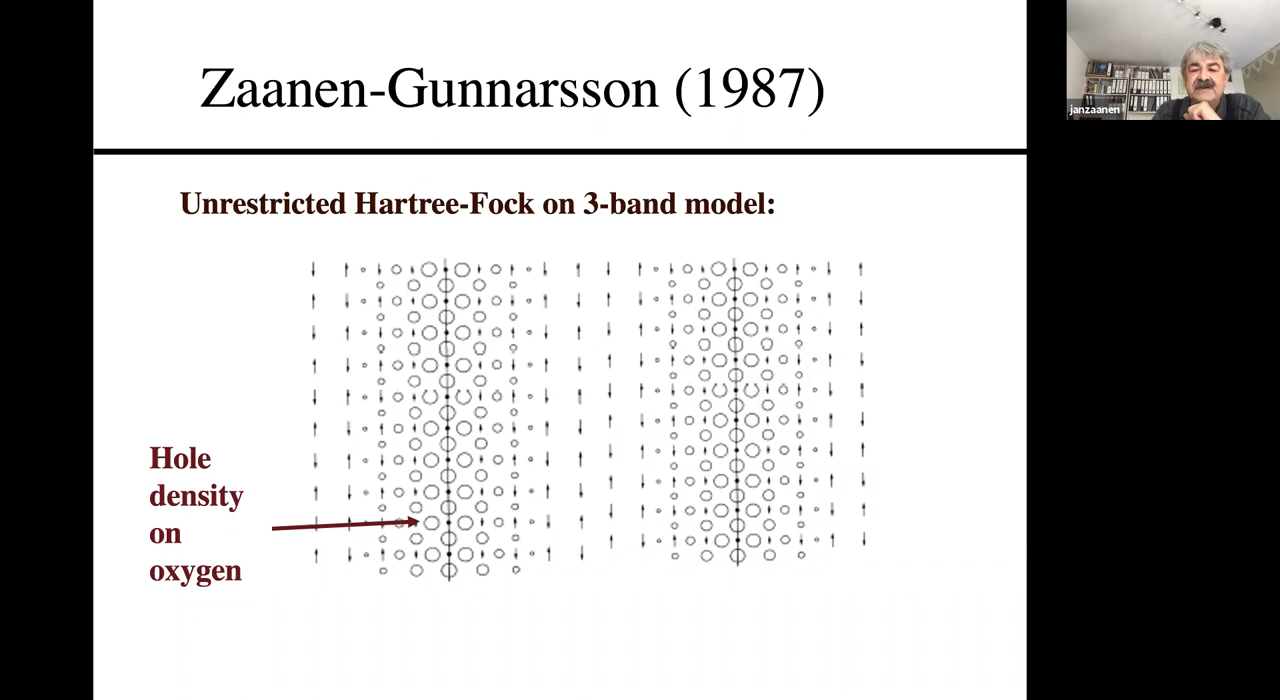 Zaanen-Gunnarsson (1987)
janzaanen
Unrestricted Hartree-Fock on 3-band model:
Hole
density
on
oxygen